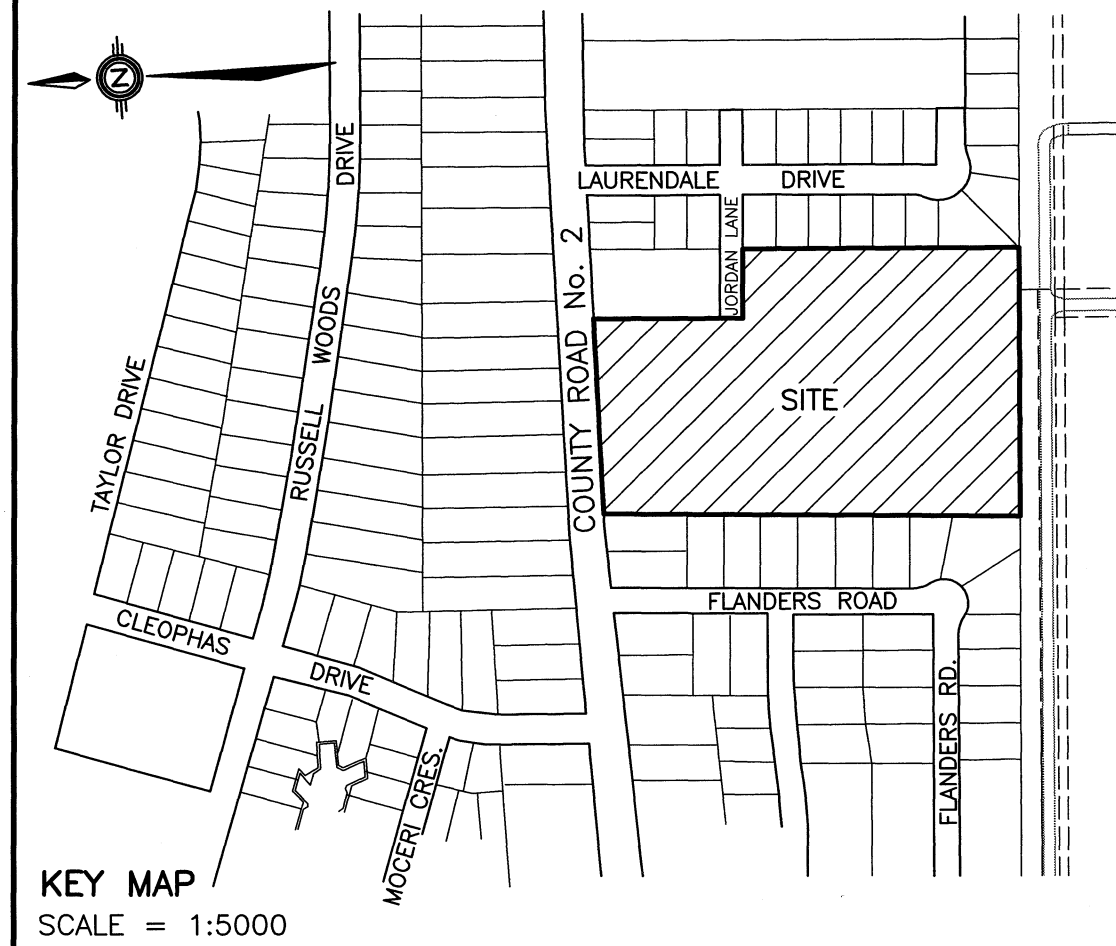 Z
DRIVE
LAURENDALE DRIVE
JORDAN LANE
COUNTY ROAD No. 2
RUSSELL WOODS
TAYLOR DRIVE
SITE
CLEOPHAS
DRIVE
FLANDERS ROAD
FLANDERS RD.
MOCERI CRES.
KEY MAP
SCALE = 1:5000